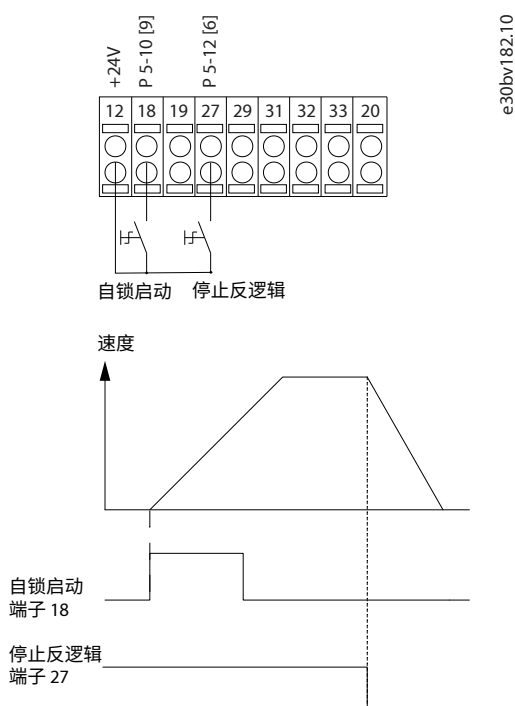 +24V
P 5-10 [9]
P 5-12 [6]
e30bv182.10
12 18 19 27 29 31 32 33 20
自锁启动 停止反逻辑
速度
自锁启动
端子 18
停止反逻辑
端子 27